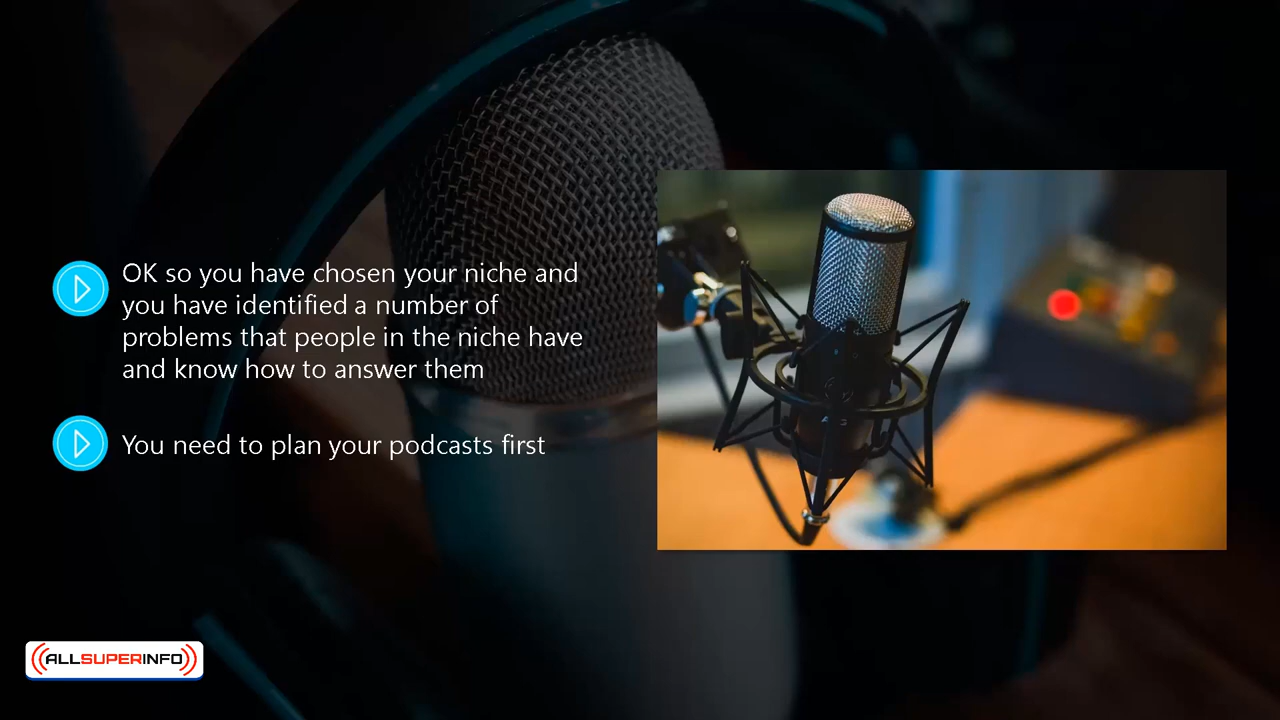 OK so you have chosen your niche and
you have identified a number of
problems that people in the niche have
and know how to answer them
You need to plan your podcasts first
ALLSUPERINFO